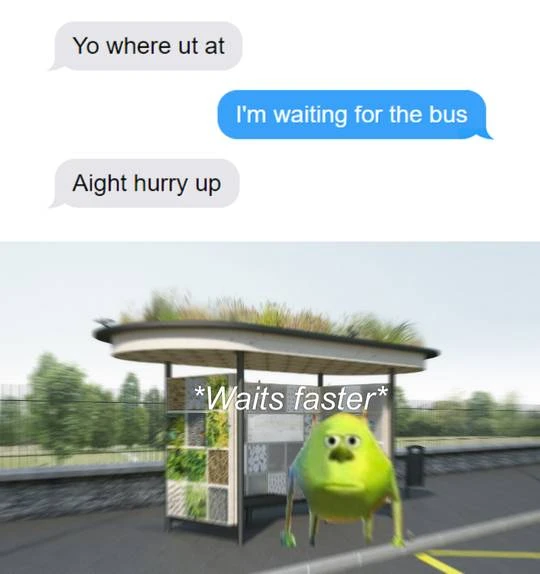 Yo where ut at
I'm waiting for the bus
Aight hurry up
*Waits faster*